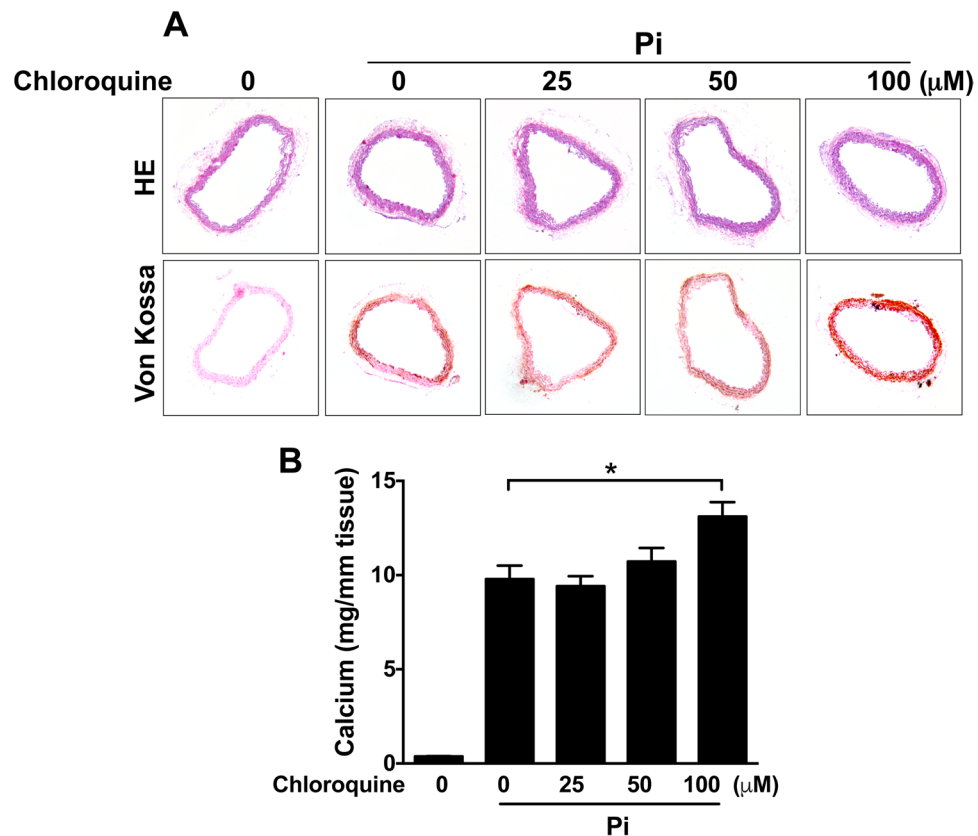 A
Pi
Chloroquine 0 0 25 50 100 (μM)
HE
Von Kossa
B
*
Calcium (mg/mm tissue)
15
10
5
0
Chloroquine 0 0 25 50 100 (μM)
Pi